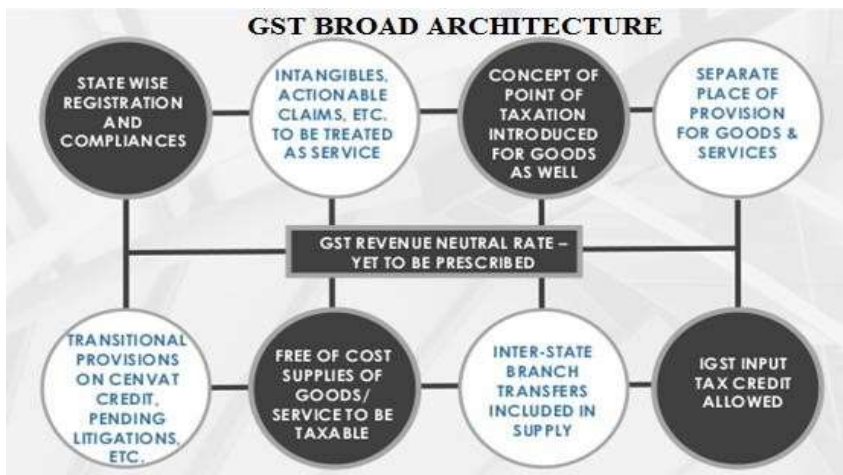 GST BROAD ARCHITECTURE
STATE WISE
REGISTRATION
AND
COMPLIANCES
INTANGIBLES,
ACTIONABLE
CLAIMS, ETC.
TO BE TREATED
AS SERVICE
CONCEPT OF
POINT OF
TAXATION
INTRODUCED
FOR GOODS
AS WELL
SEPARATE
PLACE OF
PROVISION
FOR GOODS &
SERVICES
GST REVENUE NEUTRAL RATE –
YET TO BE PRESCRIBED
TRANSITIONAL
PROVISIONS
ON CENVAT
CREDIT,
PENDING
LITIGATIONS,
ETC.
FREE OF COST
SUPPLIES OF
GOODS/
SERVICE TO BE
TAXABLE
INTER-STATE
BRANCH
TRANSFERS
INCLUDED IN
SUPPLY
IGST INPUT
TAX CREDIT
ALLOWED